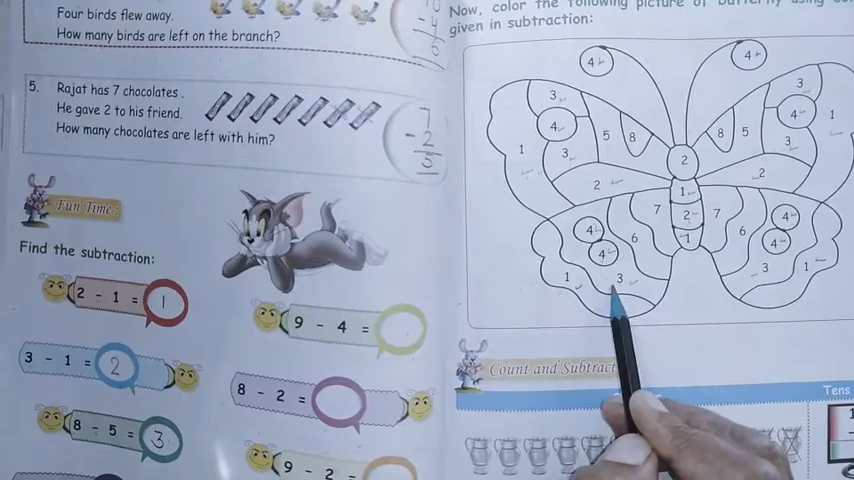 Four birds flew away.
How many birds are left on the branch?
5. Rajat has 7 chocolates .
He gave 2 to his friend.
How many chocolates are left with him?
7
- 2
5
Fun Time:
Find the subtraction:
2 - 1 = 1
9 - 4 =
3 - 1 = 2
8 - 2 =
8 - 5 = 3
9 - 2 =
Now, color the following picture of butterfly using
given in subtraction:
4 4
3 3
4 4
1 3 5 8 8 5 3 1
2 2 2
1
4 7 2 7 4
4 6 1 6 4
1 3 3 1
Count and Subtract
Tens